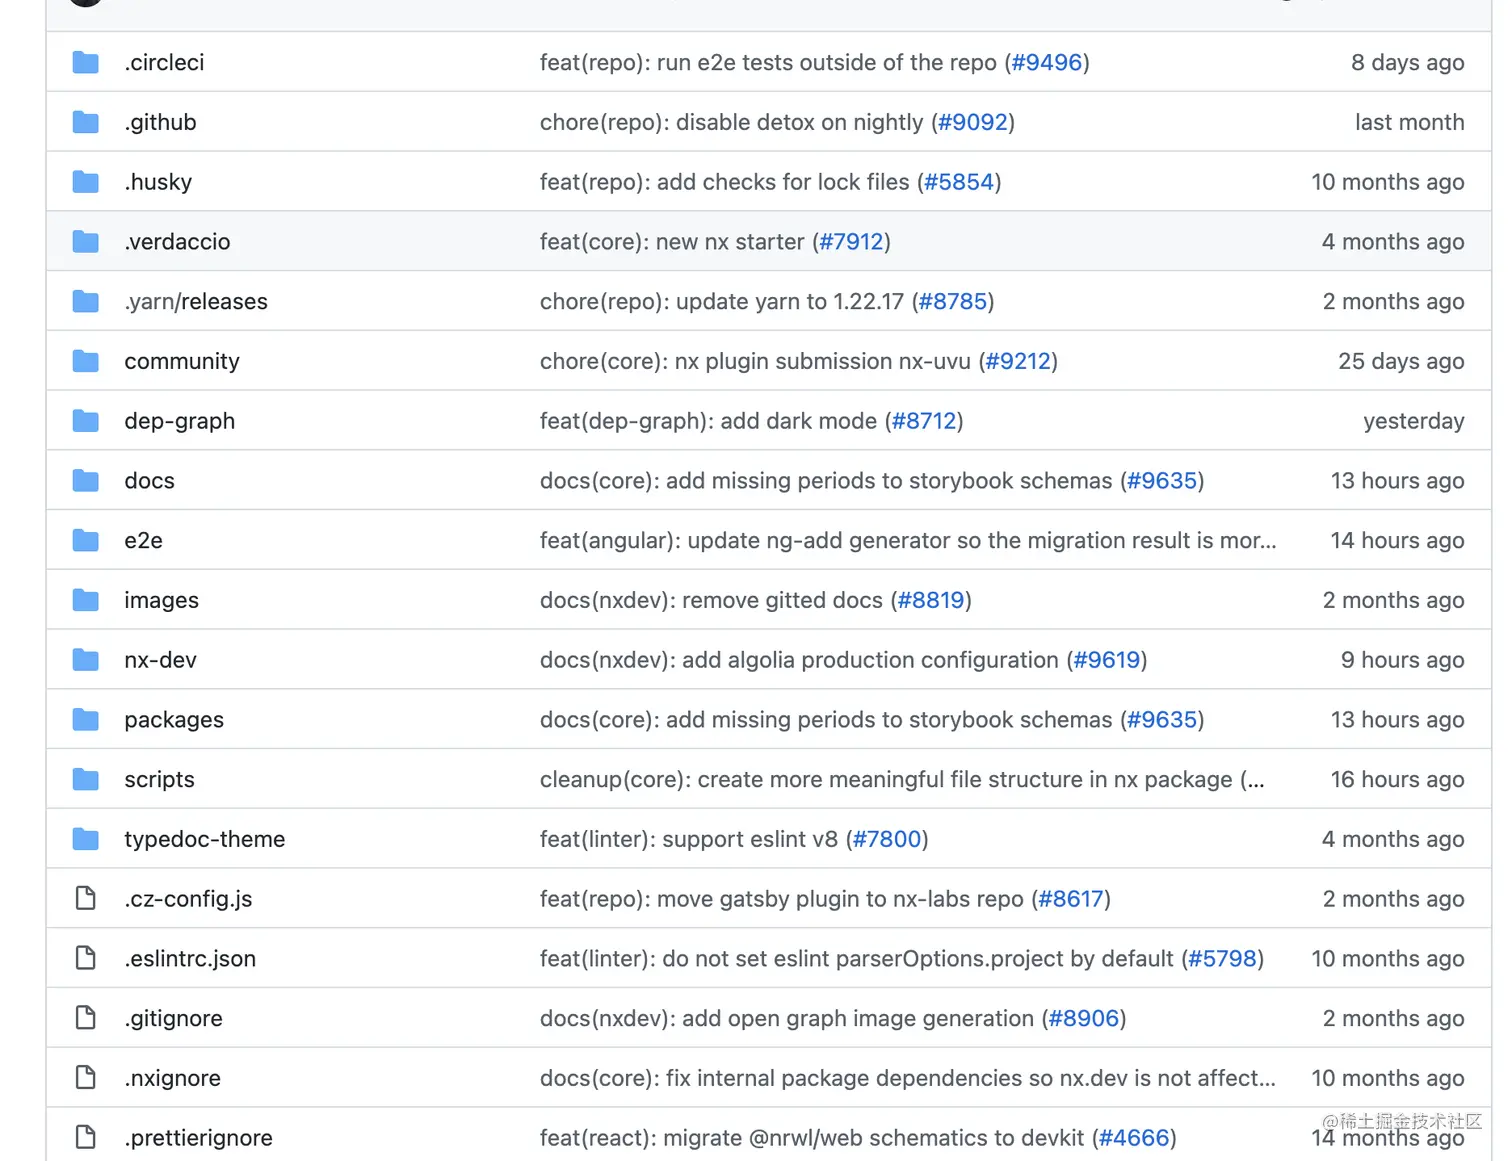 .circleci feat(repo): run e2e tests outside of the repo (#9496) 8 days ago
.github chore(repo): disable detox on nightly (#9092) last month
.husky feat(repo): add checks for lock files (#5854) 10 months ago
.verdaccio feat(core): new nx starter (#7912) 4 months ago
.yarn/releases chore(repo): update yarn to 1.22.17 (#8785) 2 months ago
community chore(core): nx plugin submission nx-uvu (#9212) 25 days ago
dep-graph feat(dep-graph): add dark mode (#8712) yesterday
docs docs(core): add missing periods to storybook schemas (#9635) 13 hours ago
e2e feat(angular): update ng-add generator so the migration result is mor... 14 hours ago
images docs(nxdev): remove gitted docs (#8819) 2 months ago
nx-dev docs(nxdev): add algolia production configuration (#9619) 9 hours ago
packages docs(core): add missing periods to storybook schemas (#9635) 13 hours ago
scripts cleanup(core): create more meaningful file structure in nx package (... 16 hours ago
typedoc-theme feat(linter): support eslint v8 (#7800) 4 months ago
.cz-config.js feat(repo): move gatsby plugin to nx-labs repo (#8617) 2 months ago
.eslintrc.json feat(linter): do not set eslint parserOptions.project by default (#5798) 10 months ago
.gitignore docs(nxdev): add open graph image generation (#8906) 2 months ago
.nxignore docs(core): fix internal package dependencies so nx.dev is not affect... 10 months ago
.prettierignore feat(react): migrate @nrwl/web schematics to devkit (#4666) 14 months ago
@稀土掘金技术社区